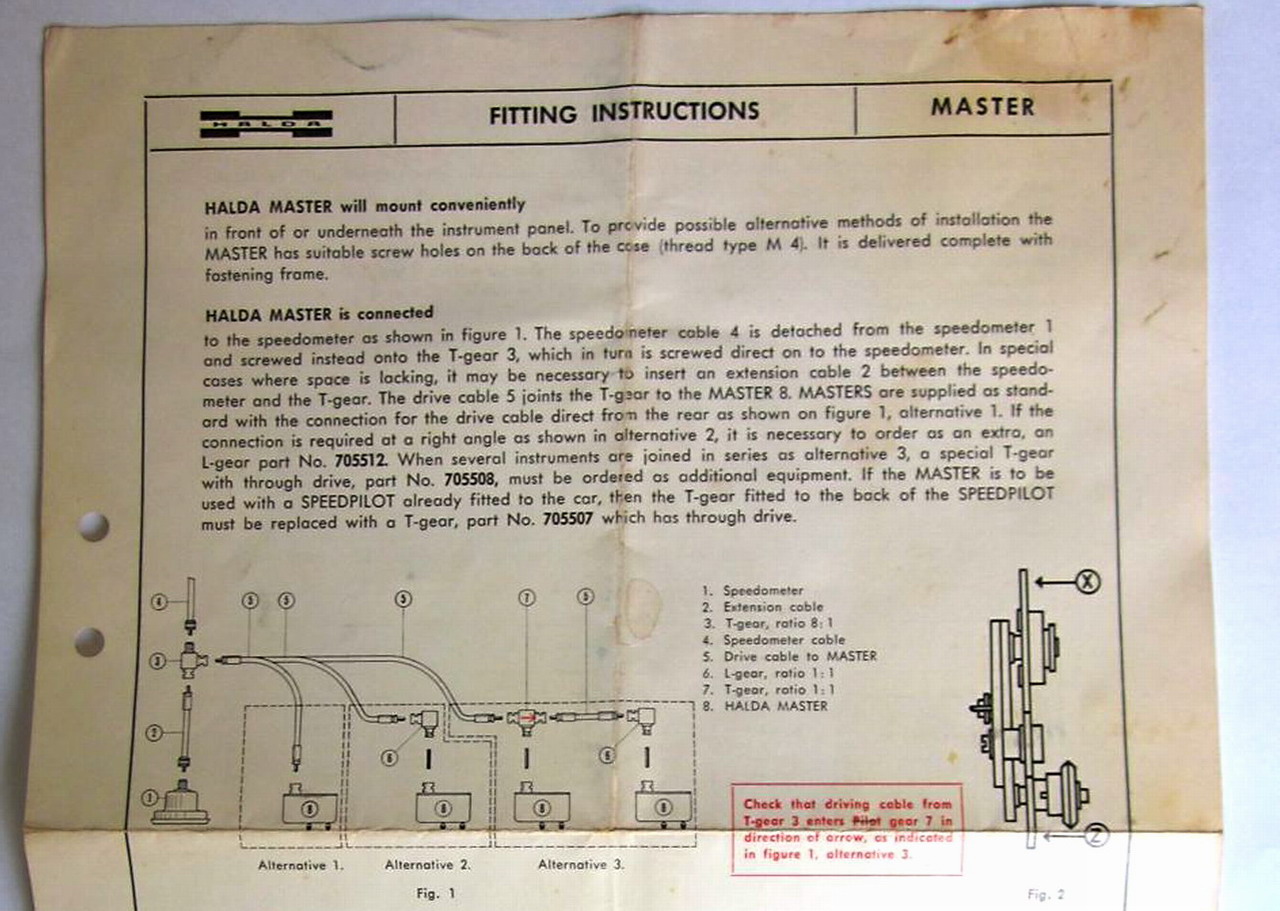 HALDA
FITTING INSTRUCTIONS
MASTER
HALDA MASTER will mount conveniently
in front of or underneath the instrument panel. To provide possible alternative methods of installation the
MASTER has suitable screw holes on the back of the case (thread type M 4). It is delivered complete with
fastening frame.
HALDA MASTER is connected
to the speedometer as shown in figure 1. The speedometer cable 4 is detached from the speedometer 1
and screwed instead onto the T-gear 3, which in turn is screwed direct on to the speedometer. In special
cases where space is lacking, it may be necessary to insert an extension cable 2 between the speedo-
meter and the T-gear. The drive cable 5 joints the T-gear to the MASTER 8. MASTERS are supplied as stand-
ard with the connection for the drive cable direct from the rear as shown on figure 1, alternative 1. If the
connection is required at a right angle as shown in alternative 2, it is necessary to order as an extra, an
L-gear part No. 705512. When several instruments are joined in series as alternative 3, a special T-gear
with through drive, part No. 705508, must be ordered as additional equipment. If the MASTER is to be
used with a SPEEDPILOT already fitted to the car, then the T-gear fitted to the back of the SPEEDPILOT
must be replaced with a T-gear, part No. 705507 which has through drive.
4 5 5 5 7 5
3
2
6 6
1 8 8 8 8
Alternative 1. Alternative 2. Alternative 3.
Fig. 1
1. Speedometer
2. Extension cable
3. T-gear, ratio 8:1
4. Speedometer cable
5. Drive cable to MASTER
6. L-gear, ratio 1:1
7. T-gear, ratio 1:1
8. HALDA MASTER
Check that driving cable from
T-gear 3 enters Pilot gear 7 in
direction of arrow, as indicated
in figure 1, alternative 3.
X
Z
Fig. 2